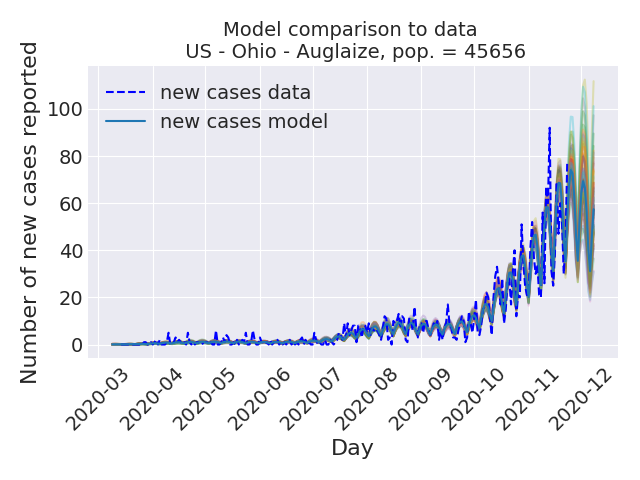 Model comparison to data
US - Ohio - Auglaize, pop. = 45656
Number of new cases reported
new cases data
new cases model
100
80
60
40
20
0
2020-03
2020-04
2020-05
2020-06
2020-07
2020-08
2020-09
2020-10
2020-11
2020-12
Day